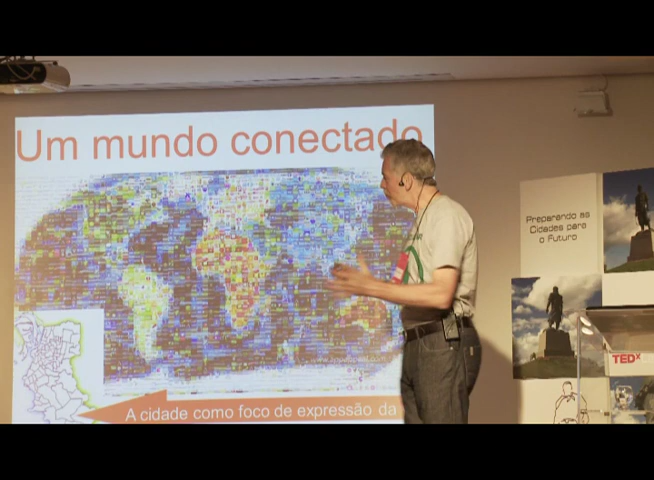 Um mundo conectado
Preparando as
Cidades para
o Futuro
TEDx
A cidade como foco de expressão da